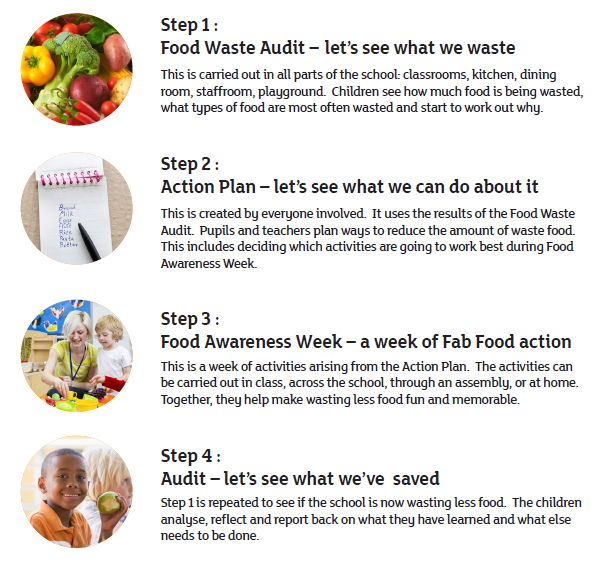 Step 1 :
Food Waste Audit – let's see what we waste
This is carried out in all parts of the school: classrooms, kitchen, dining
room, staffroom, playground. Children see how much food is being wasted,
what types of food are most often wasted and start to work out why.
Step 2 :
Action Plan – let's see what we can do about it
This is created by everyone involved. It uses the results of the Food Waste
Audit. Pupils and teachers plan ways to reduce the amount of waste food.
This includes deciding which activities are going to work best during Food
Awareness Week.
Bread
Milk
Eggs
Rice
Pasta
Butter
Step 3 :
Food Awareness Week – a week of Fab Food action
This is a week of activities arising from the Action Plan. The activities can
be carried out in class, across the school, through an assembly, or at home.
Together, they help make wasting less food fun and memorable.
Step 4 :
Audit – let's see what we've saved
Step 1 is repeated to see if the school is now wasting less food. The children
analyse, reflect and report back on what they have learned and what else
needs to be done.